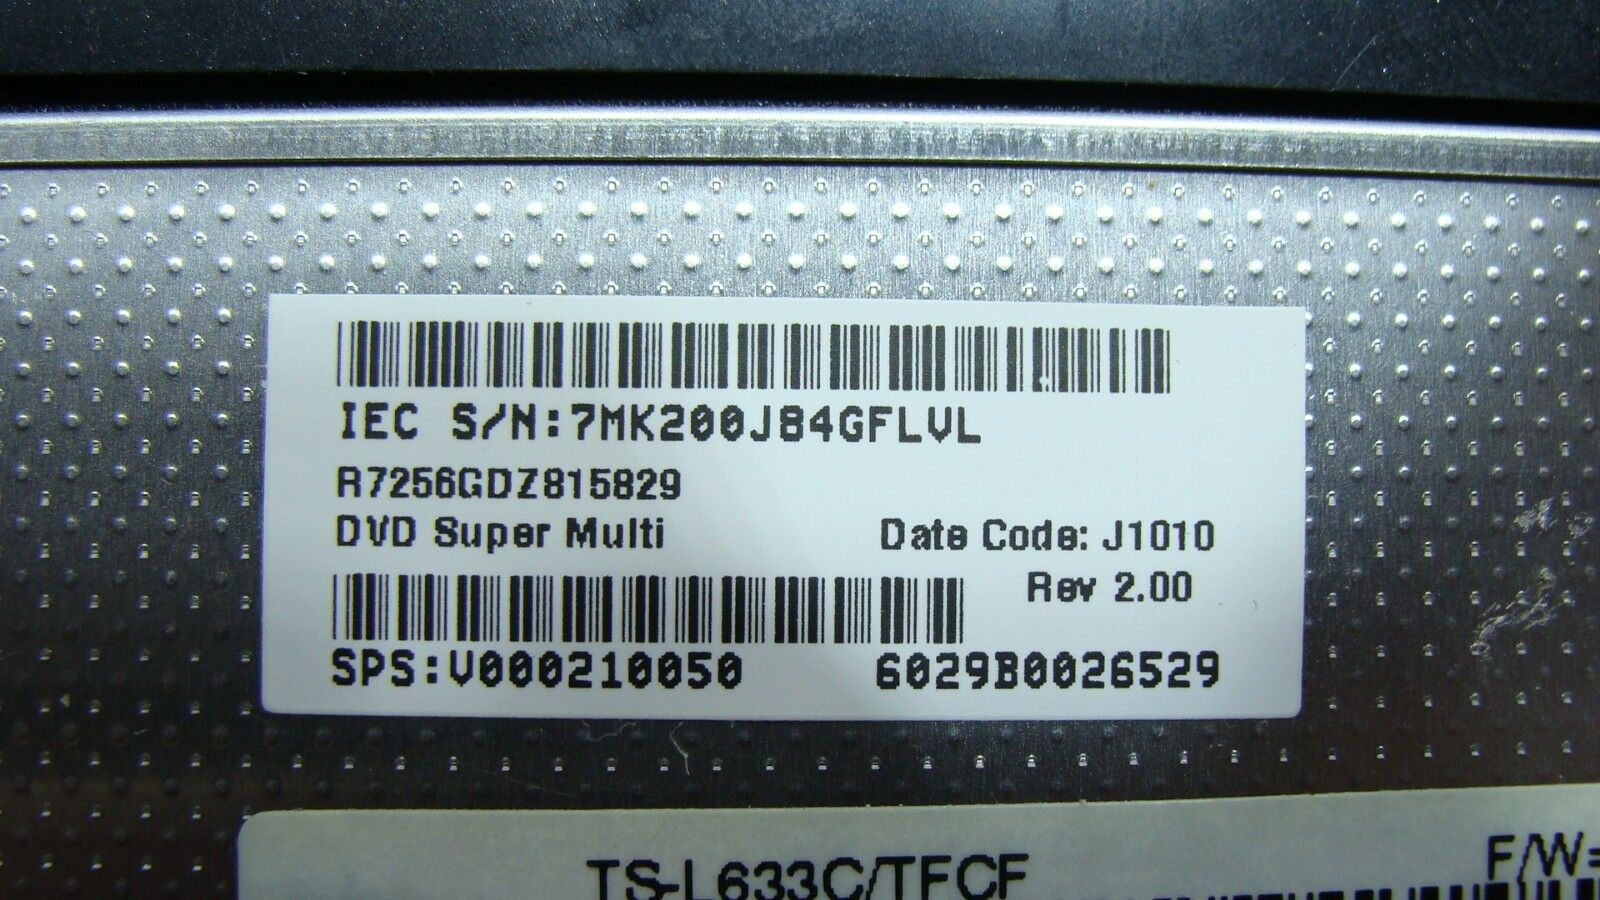 IEC S/N:7MK200J84GFLVL
R7256GDZ815829
DVD Super Multi
Date Code: J1010
Rev 2.00
SPS:V000210050 6029B0026529
TS-L633C/TFCF
F/W=